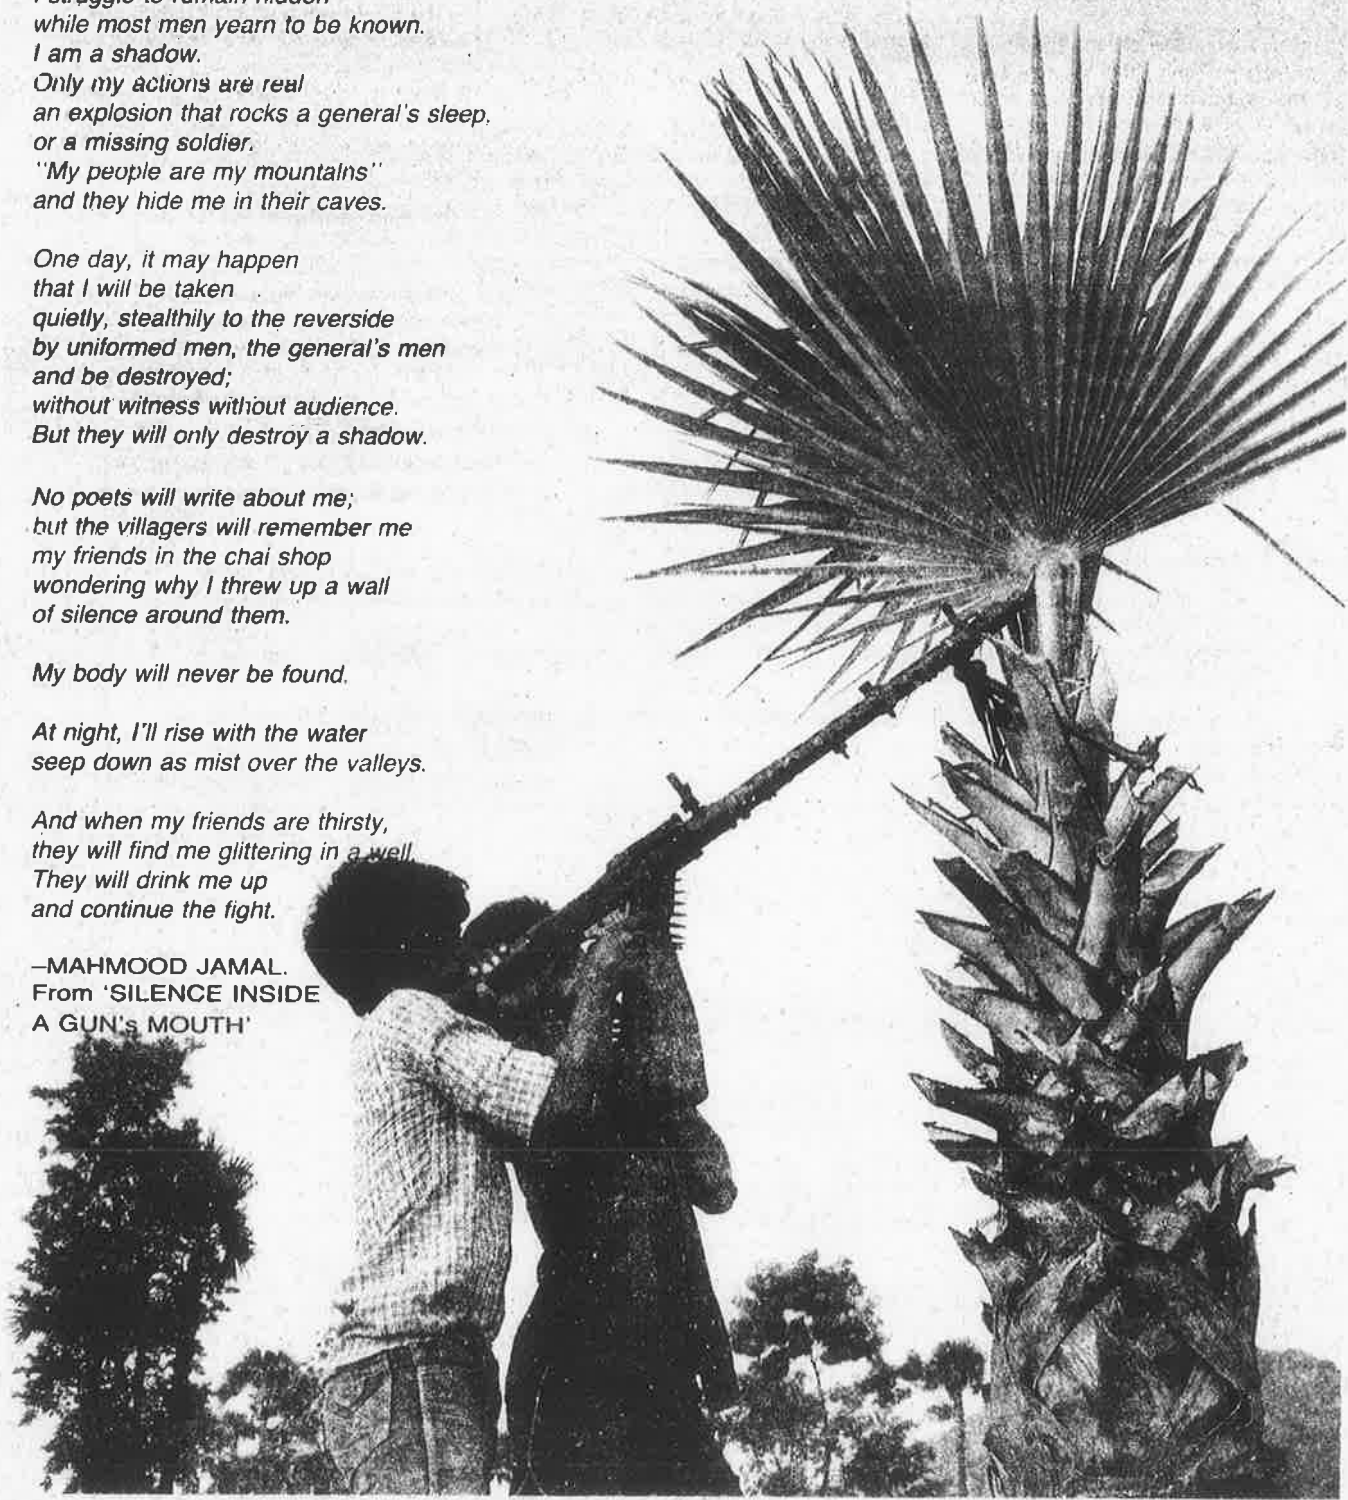 I struggle to remain hidden
while most men yearn to be known.
I am a shadow.
Only my actions are real
an explosion that rocks a general's sleep,
or a missing soldier.
"My people are my mountains"
and they hide me in their caves.
One day, it may happen
that I will be taken
quietly, stealthily to the reverside
by uniformed men, the general's men
and be destroyed;
without witness without audience.
But they will only destroy a shadow.
No poets will write about me;
but the villagers will remember me
my friends in the chai shop
wondering why I threw up a wall
of silence around them.
My body will never be found.
At night, I'll rise with the water
seep down as mist over the valleys.
And when my friends are thirsty,
they will find me glittering in a well.
They will drink me up
and continue the fight.
–MAHMOOD JAMAL.
From 'SILENCE INSIDE
A GUN's MOUTH'